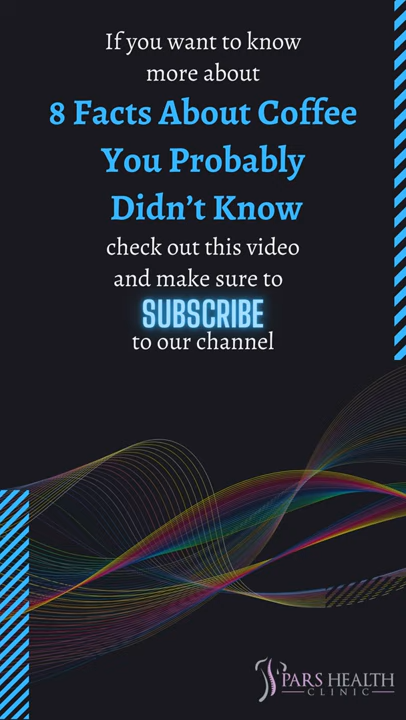 If you want to know
more about
8 Facts About Coffee
You Probably
Didn’t Know
check out this video
and make sure to
SUBSCRIBE
to our channel
PARS HEALTH
CLINIC